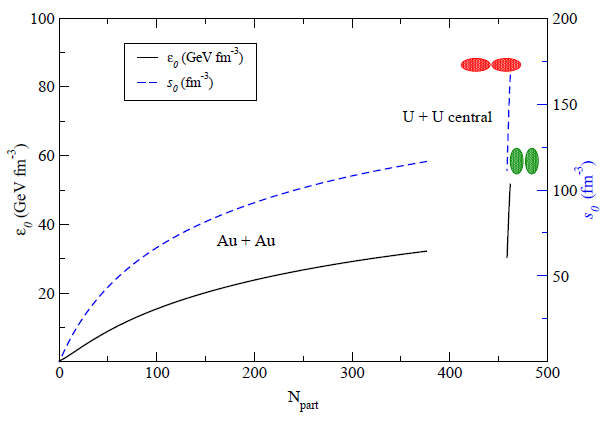 100
80
60
40
20
0
100
200
300
400
500
200
150
100
50
0
ε0 (GeV fm-3)
s0 (fm-3)
U + U central
Au + Au
ε0 (GeV fm-3)
s0 (fm-3)
Npart